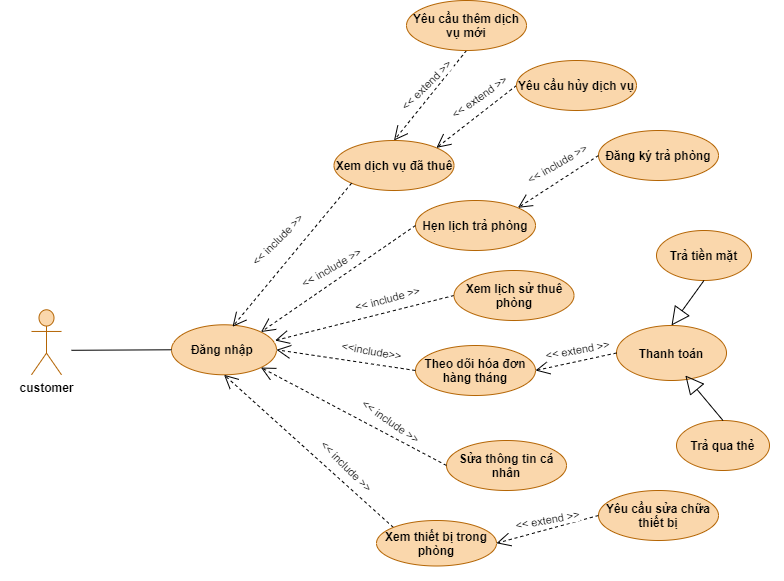 Yêu cầu thêm dịch
vụ mới
<< extend >>
Yêu cầu hủy dịch vụ
<< extend >>
Xem dịch vụ đã thuê
Đăng ký trả phòng
<< include >>
Hẹn lịch trả phòng
<< include >>
<< include >>
Trả tiền mặt
Xem lịch sử thuê
phòng
<< include >>
Đăng nhập
<<include>>
Theo dõi hóa đơn
hàng tháng
<< extend >>
Thanh toán
customer
<< include >>
Trả qua thẻ
Sửa thông tin cá
nhân
<< include >>
Xem thiết bị trong
phòng
<< extend >>
Yêu cầu sửa chữa
thiết bị